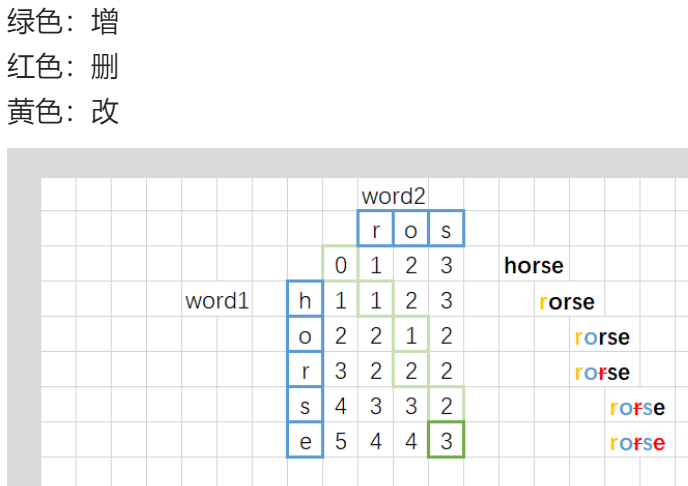 绿色：增
红色：删
黄色：改
word2
r o s
0 1 2 3 horse
word1 h 1 1 2 3 rorse
o 2 2 1 2 rorse
r 3 2 2 2 rorse
s 4 3 3 2 rorse
e 5 4 4 3 rorse